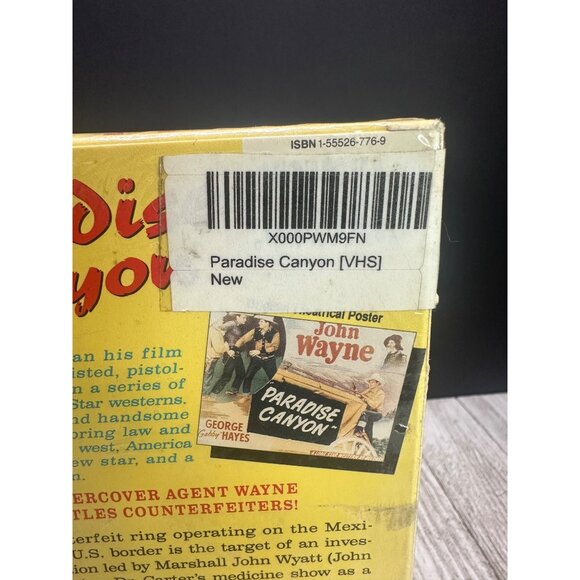 ISBN 1-55526-776-9
X000PWM9FN
Paradise Canyon [VHS]
New
dis
yon
Theatrical Poster
John
Wayne
PARADISE
CANYON
GEORGE
Gabby HAYES
an his film
isted, pistol-
n a series of
Star westerns.
nd handsome
oring law and
west, America
ew star, and a
n.
ERCOVER AGENT WAYNE
TLES COUNTERFEITERS!
terfeit ring operating on the Mexi-
U.S. border is the target of an inves-
ion led by Marshall John Wyatt (John
Dr. Carter's medicine show as a